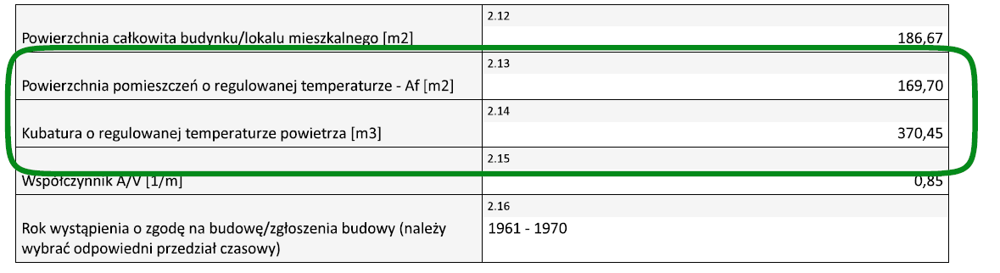 2.12
Powierzchnia całkowita budynku/lokalu mieszkalnego [m2]
186,67
2.13
Powierzchnia pomieszczeń o regulowanej temperaturze - Af [m2]
169,70
2.14
Kubatura o regulowanej temperaturze powietrza [m3]
370,45
2.15
Współczynnik A/V [1/m]
0,85
2.16
Rok wystąpienia o zgodę na budowę/zgłoszenia budowy (należy
wybrać odpowiedni przedział czasowy)
1961 - 1970